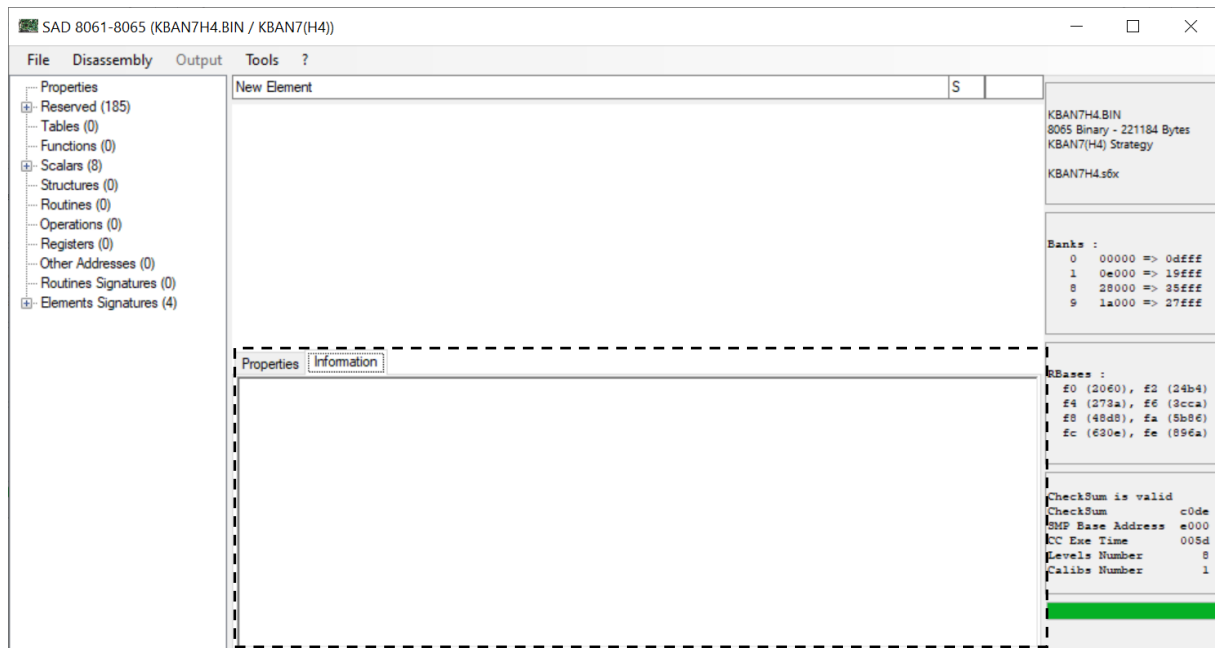 SAD 8061-8065 (KBAN7H4.BIN / KBAN7(H4))
File Disassembly Output Tools ?
Properties
Reserved (185)
Tables (0)
Functions (0)
Scalars (8)
Structures (0)
Routines (0)
Operations (0)
Registers (0)
Other Addresses (0)
Routines Signatures (0)
Elements Signatures (4)
New Element S
Properties Information
KBAN7H4.BIN
8065 Binary - 221184 Bytes
KBAN7(H4) Strategy
KBAN7H4.s6x
Banks :
0 00000 => 0dfff
1 0e000 => 19fff
8 28000 => 35fff
9 1a000 => 27fff
RBases :
f0 (2060), f2 (24b4)
f4 (273a), f6 (3cca)
f8 (48d8), fa (5b86)
fc (630e), fe (896a)
CheckSum is valid
CheckSum c0de
SMP Base Address e000
CC Exe Time 005d
Levels Number 8
Calibs Number 1